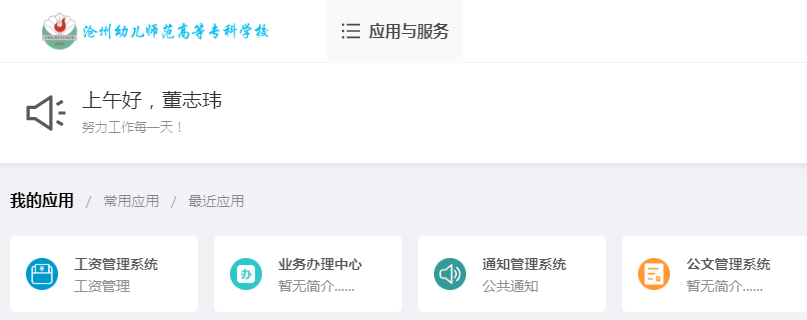 沧州幼儿师范高等专科学校
应用与服务
上午好，董志玮
努力工作每一天！
我的应用 / 常用应用 / 最近应用
工资管理系统
工资管理
业务办理中心
暂无简介......
通知管理系统
公共通知
公文管理系统
暂无简介......
办